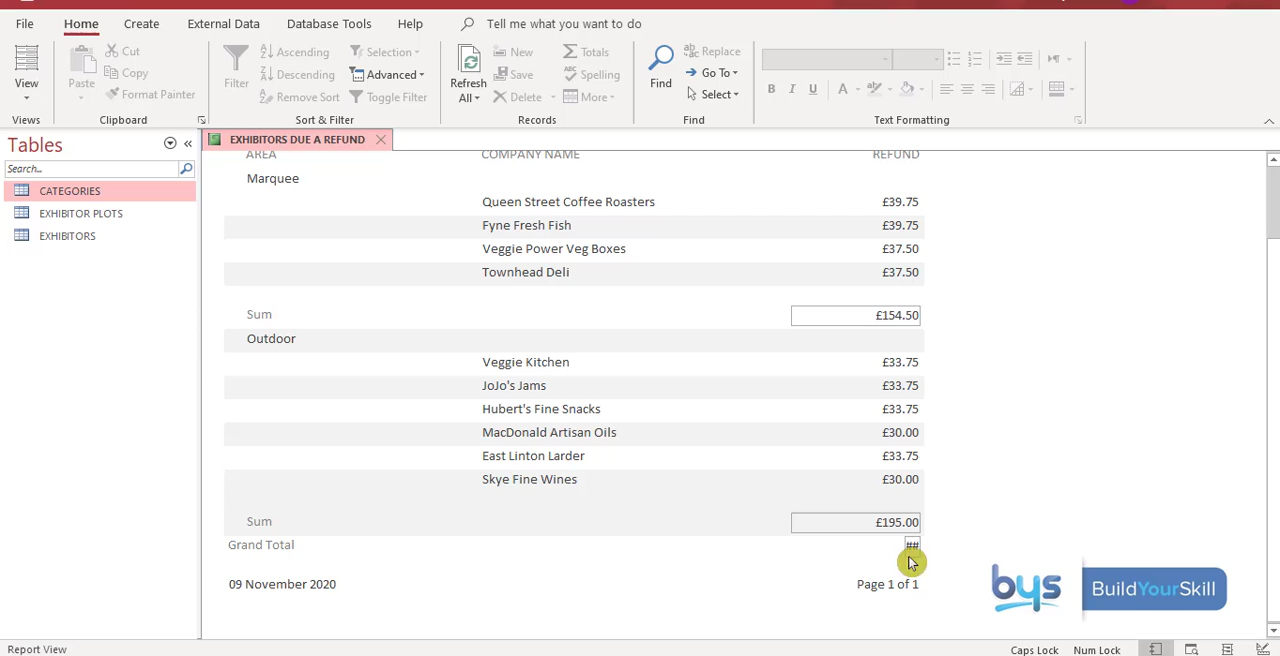 File Home Create External Data Database Tools Help Tell me what you want to do
View
Views
Paste
Cut
Copy
Format Painter
Clipboard
Filter
Ascending
Descending
Remove Sort
Selection
Advanced
Toggle Filter
Sort & Filter
Refresh
All
New
Save
Delete
Totals
Spelling
More
Records
Find
Replace
Go To
Select
Find
B I U A
Text Formatting
Tables
Search...
CATEGORIES
EXHIBITOR PLOTS
EXHIBITORS
EXHIBITORS DUE A REFUND
AREA COMPANY NAME REFUND
Marquee
Queen Street Coffee Roasters £39.75
Fyne Fresh Fish £39.75
Veggie Power Veg Boxes £37.50
Townhead Deli £37.50
Sum £154.50
Outdoor
Veggie Kitchen £33.75
JoJo's Jams £33.75
Hubert's Fine Snacks £33.75
MacDonald Artisan Oils £30.00
East Linton Larder £33.75
Skye Fine Wines £30.00
Sum £195.00
Grand Total ##
09 November 2020 Page 1 of 1
bys BuildYourSkill
Report View Caps Lock Num Lock